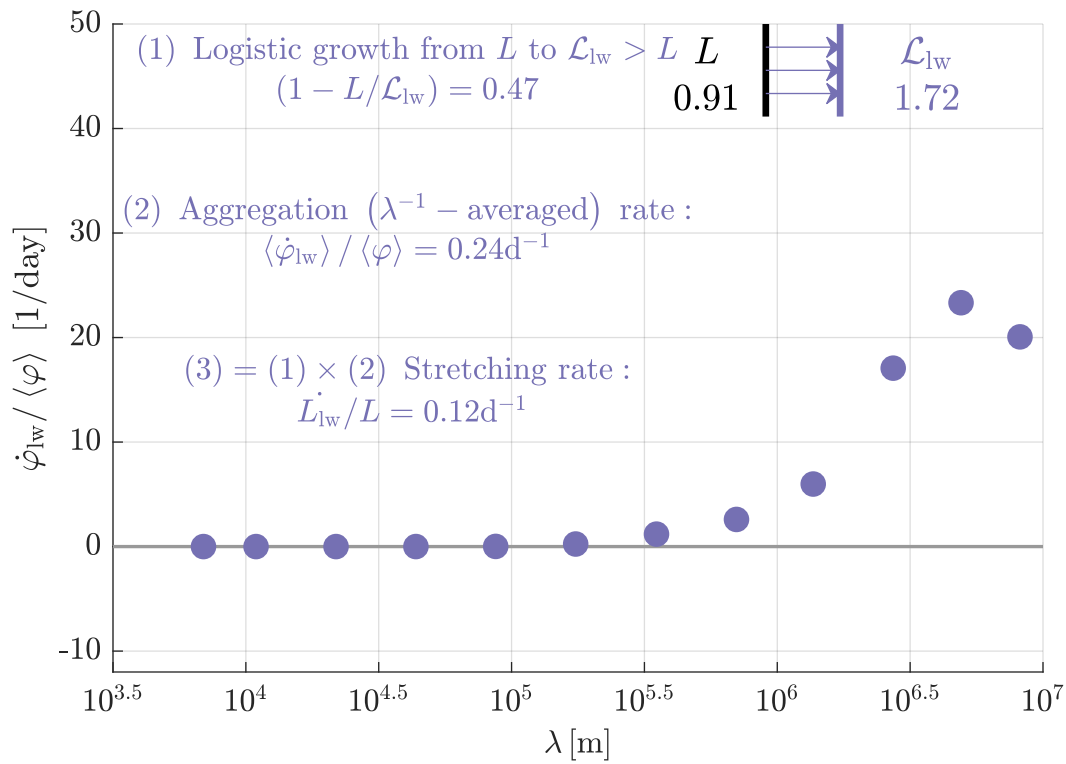 50
40
30
20
10
0
-10
φ̇_lw / ⟨φ⟩ [1/day]
(1) Logistic growth from L to ℒ_lw > L
(1 − L/ℒ_lw) = 0.47
L
0.91
ℒ_lw
1.72
(2) Aggregation (λ⁻¹ − averaged) rate :
⟨φ̇_lw⟩ / ⟨φ⟩ = 0.24d⁻¹
(3) = (1) × (2) Stretching rate :
L̇_lw/L = 0.12d⁻¹
10^3.5 10^4 10^4.5 10^5 10^5.5 10^6 10^6.5 10^7
λ [m]